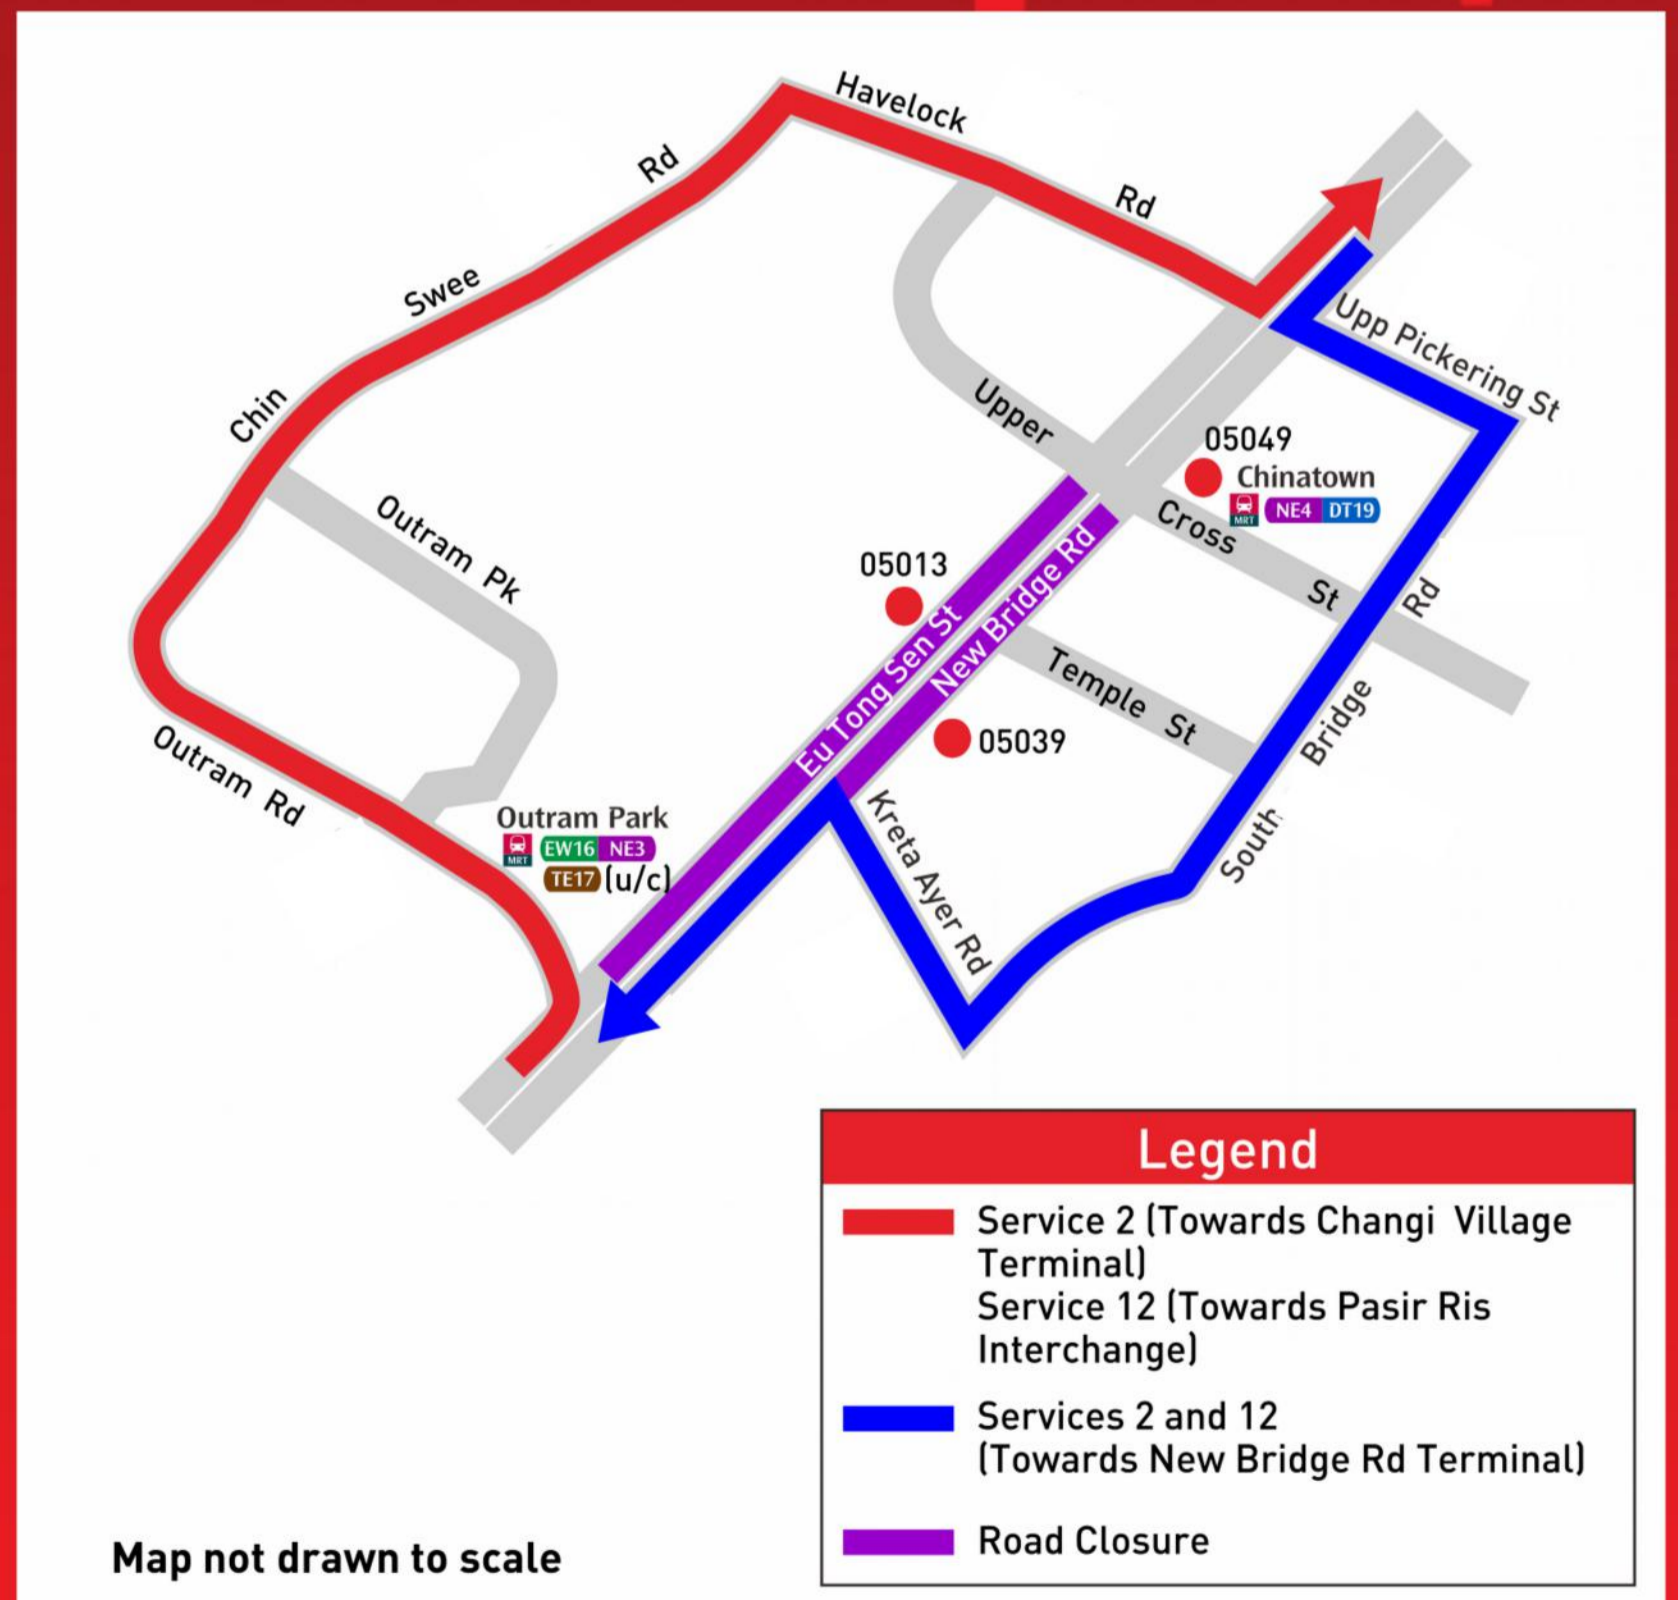 Havelock
Rd
Rd
Swee
Chin
Upp Pickering St
Upper
05049
Chinatown
MRT NE4 DT19
Cross
St
Outram Pk
05013
Rd
Eu Tong Sen St
New Bridge Rd
Temple St
05039
Bridge
South
Outram Rd
Kreta Ayer Rd
Outram Park
MRT EW16 NE3
TE17 (u/c)
Legend
Service 2 (Towards Changi Village
Terminal)
Service 12 (Towards Pasir Ris
Interchange)
Services 2 and 12
(Towards New Bridge Rd Terminal)
Road Closure
Map not drawn to scale